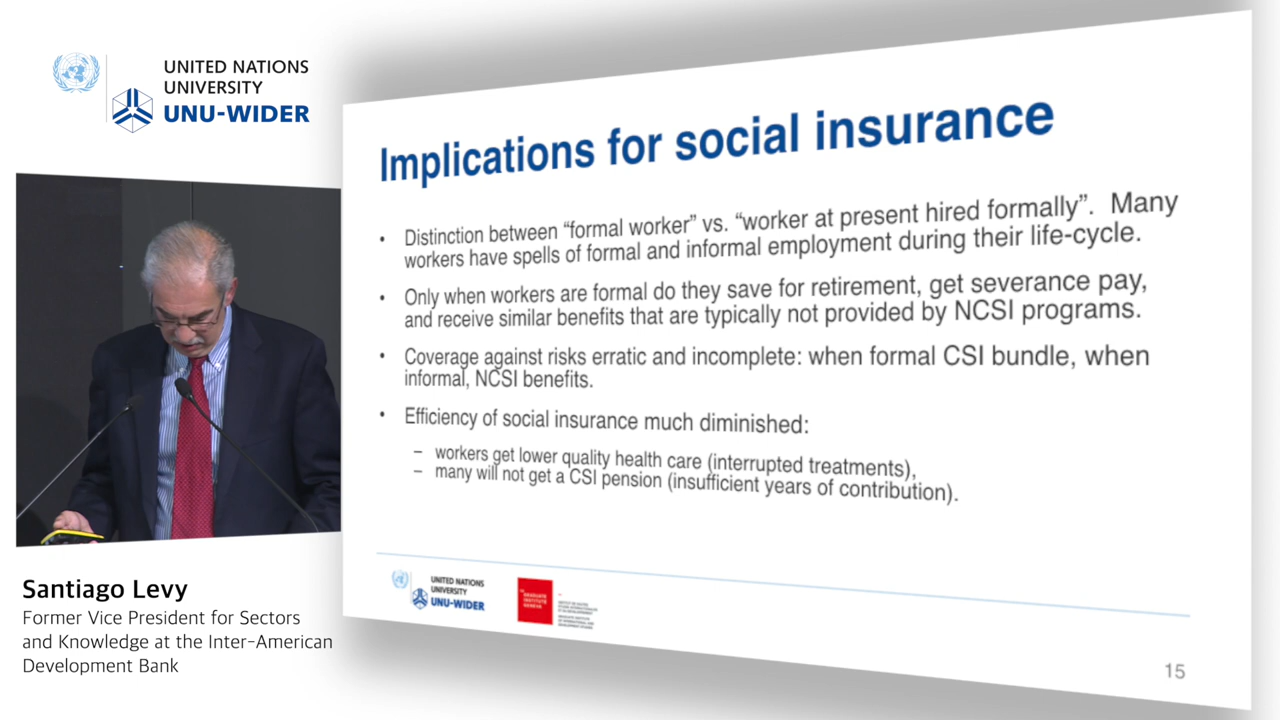 UNITED NATIONS
UNIVERSITY
UNU-WIDER
Implications for social insurance
• Distinction between “formal worker” vs. “worker at present hired formally”. Many
workers have spells of formal and informal employment during their life-cycle.
• Only when workers are formal do they save for retirement, get severance pay,
and receive similar benefits that are typically not provided by NCSI programs.
• Coverage against risks erratic and incomplete: when formal CSI bundle, when
informal, NCSI benefits.
• Efficiency of social insurance much diminished:
– workers get lower quality health care (interrupted treatments),
– many will not get a CSI pension (insufficient years of contribution).
UNITED NATIONS
UNIVERSITY
UNU-WIDER
GRADUATE
INSTITUTE
GENEVA
15
Santiago Levy
Former Vice President for Sectors
and Knowledge at the Inter-American
Development Bank